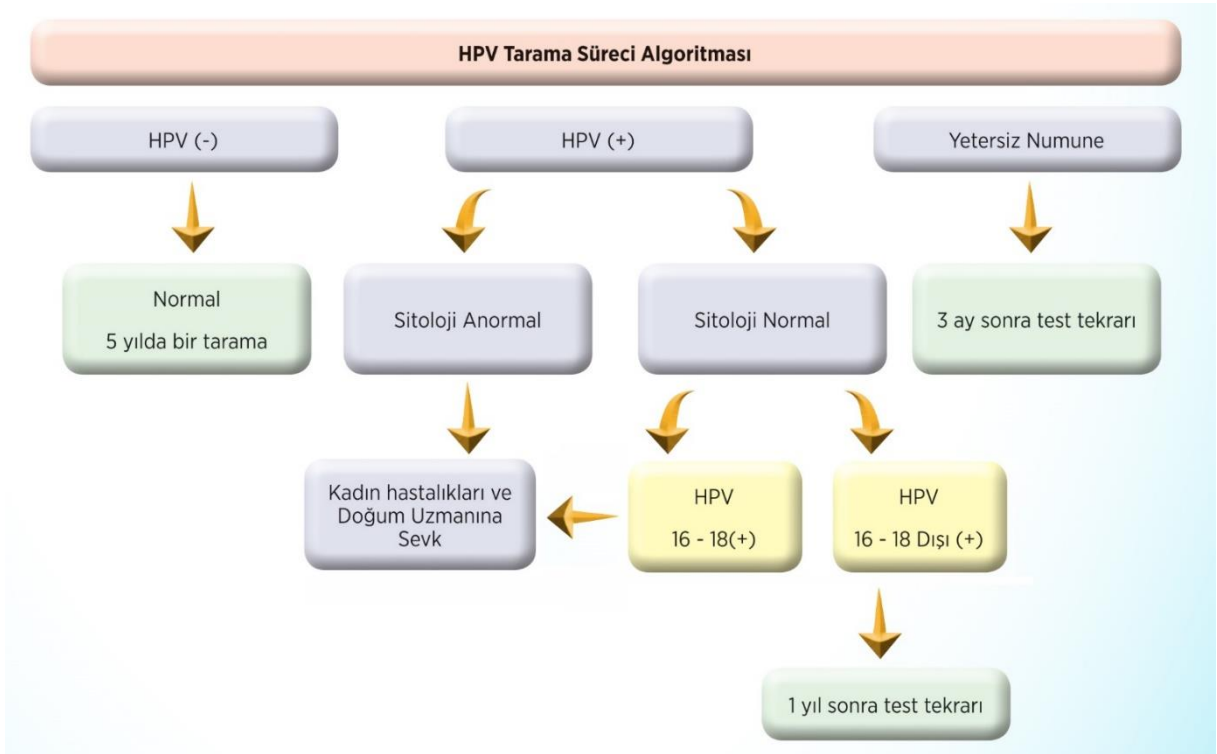 HPV Tarama Süreci Algoritması
HPV (-)
HPV (+)
Yetersiz Numune
Normal
5 yılda bir tarama
Sitoloji Anormal
Sitoloji Normal
3 ay sonra test tekrarı
Kadın hastalıkları ve
Doğum Uzmanına
Sevk
HPV
16 - 18(+)
HPV
16 - 18 Dışı (+)
1 yıl sonra test tekrarı